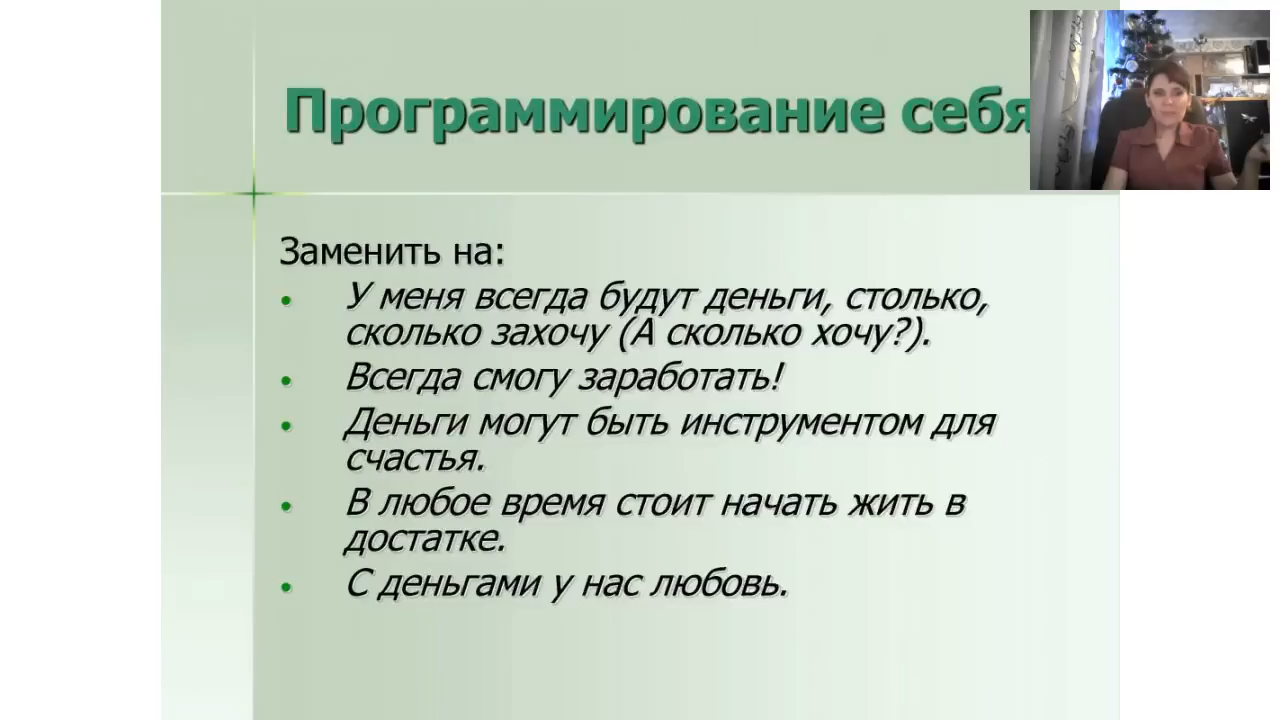 Программирование себя
Заменить на:
• У меня всегда будут деньги, столько,
сколько захочу (А сколько хочу?).
• Всегда смогу заработать!
• Деньги могут быть инструментом для
счастья.
• В любое время стоит начать жить в
достатке.
• С деньгами у нас любовь.